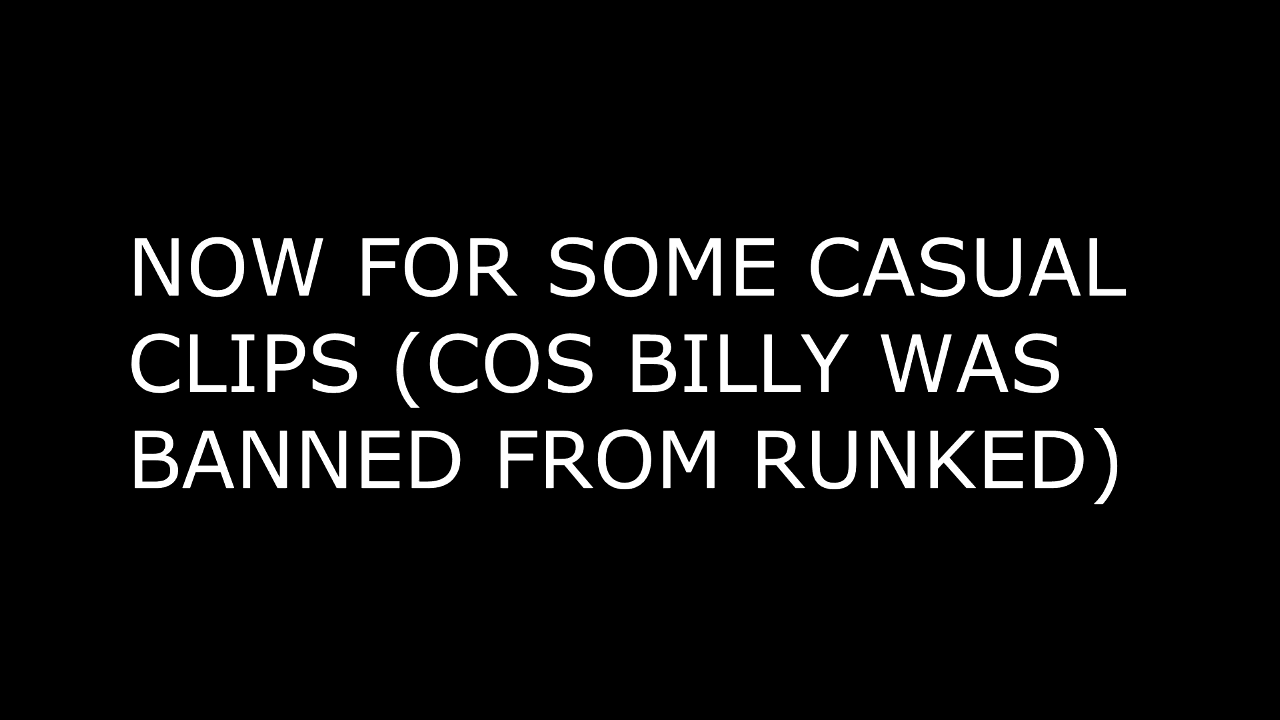 NOW FOR SOME CASUAL
CLIPS (COS BILLY WAS
BANNED FROM RUNKED)